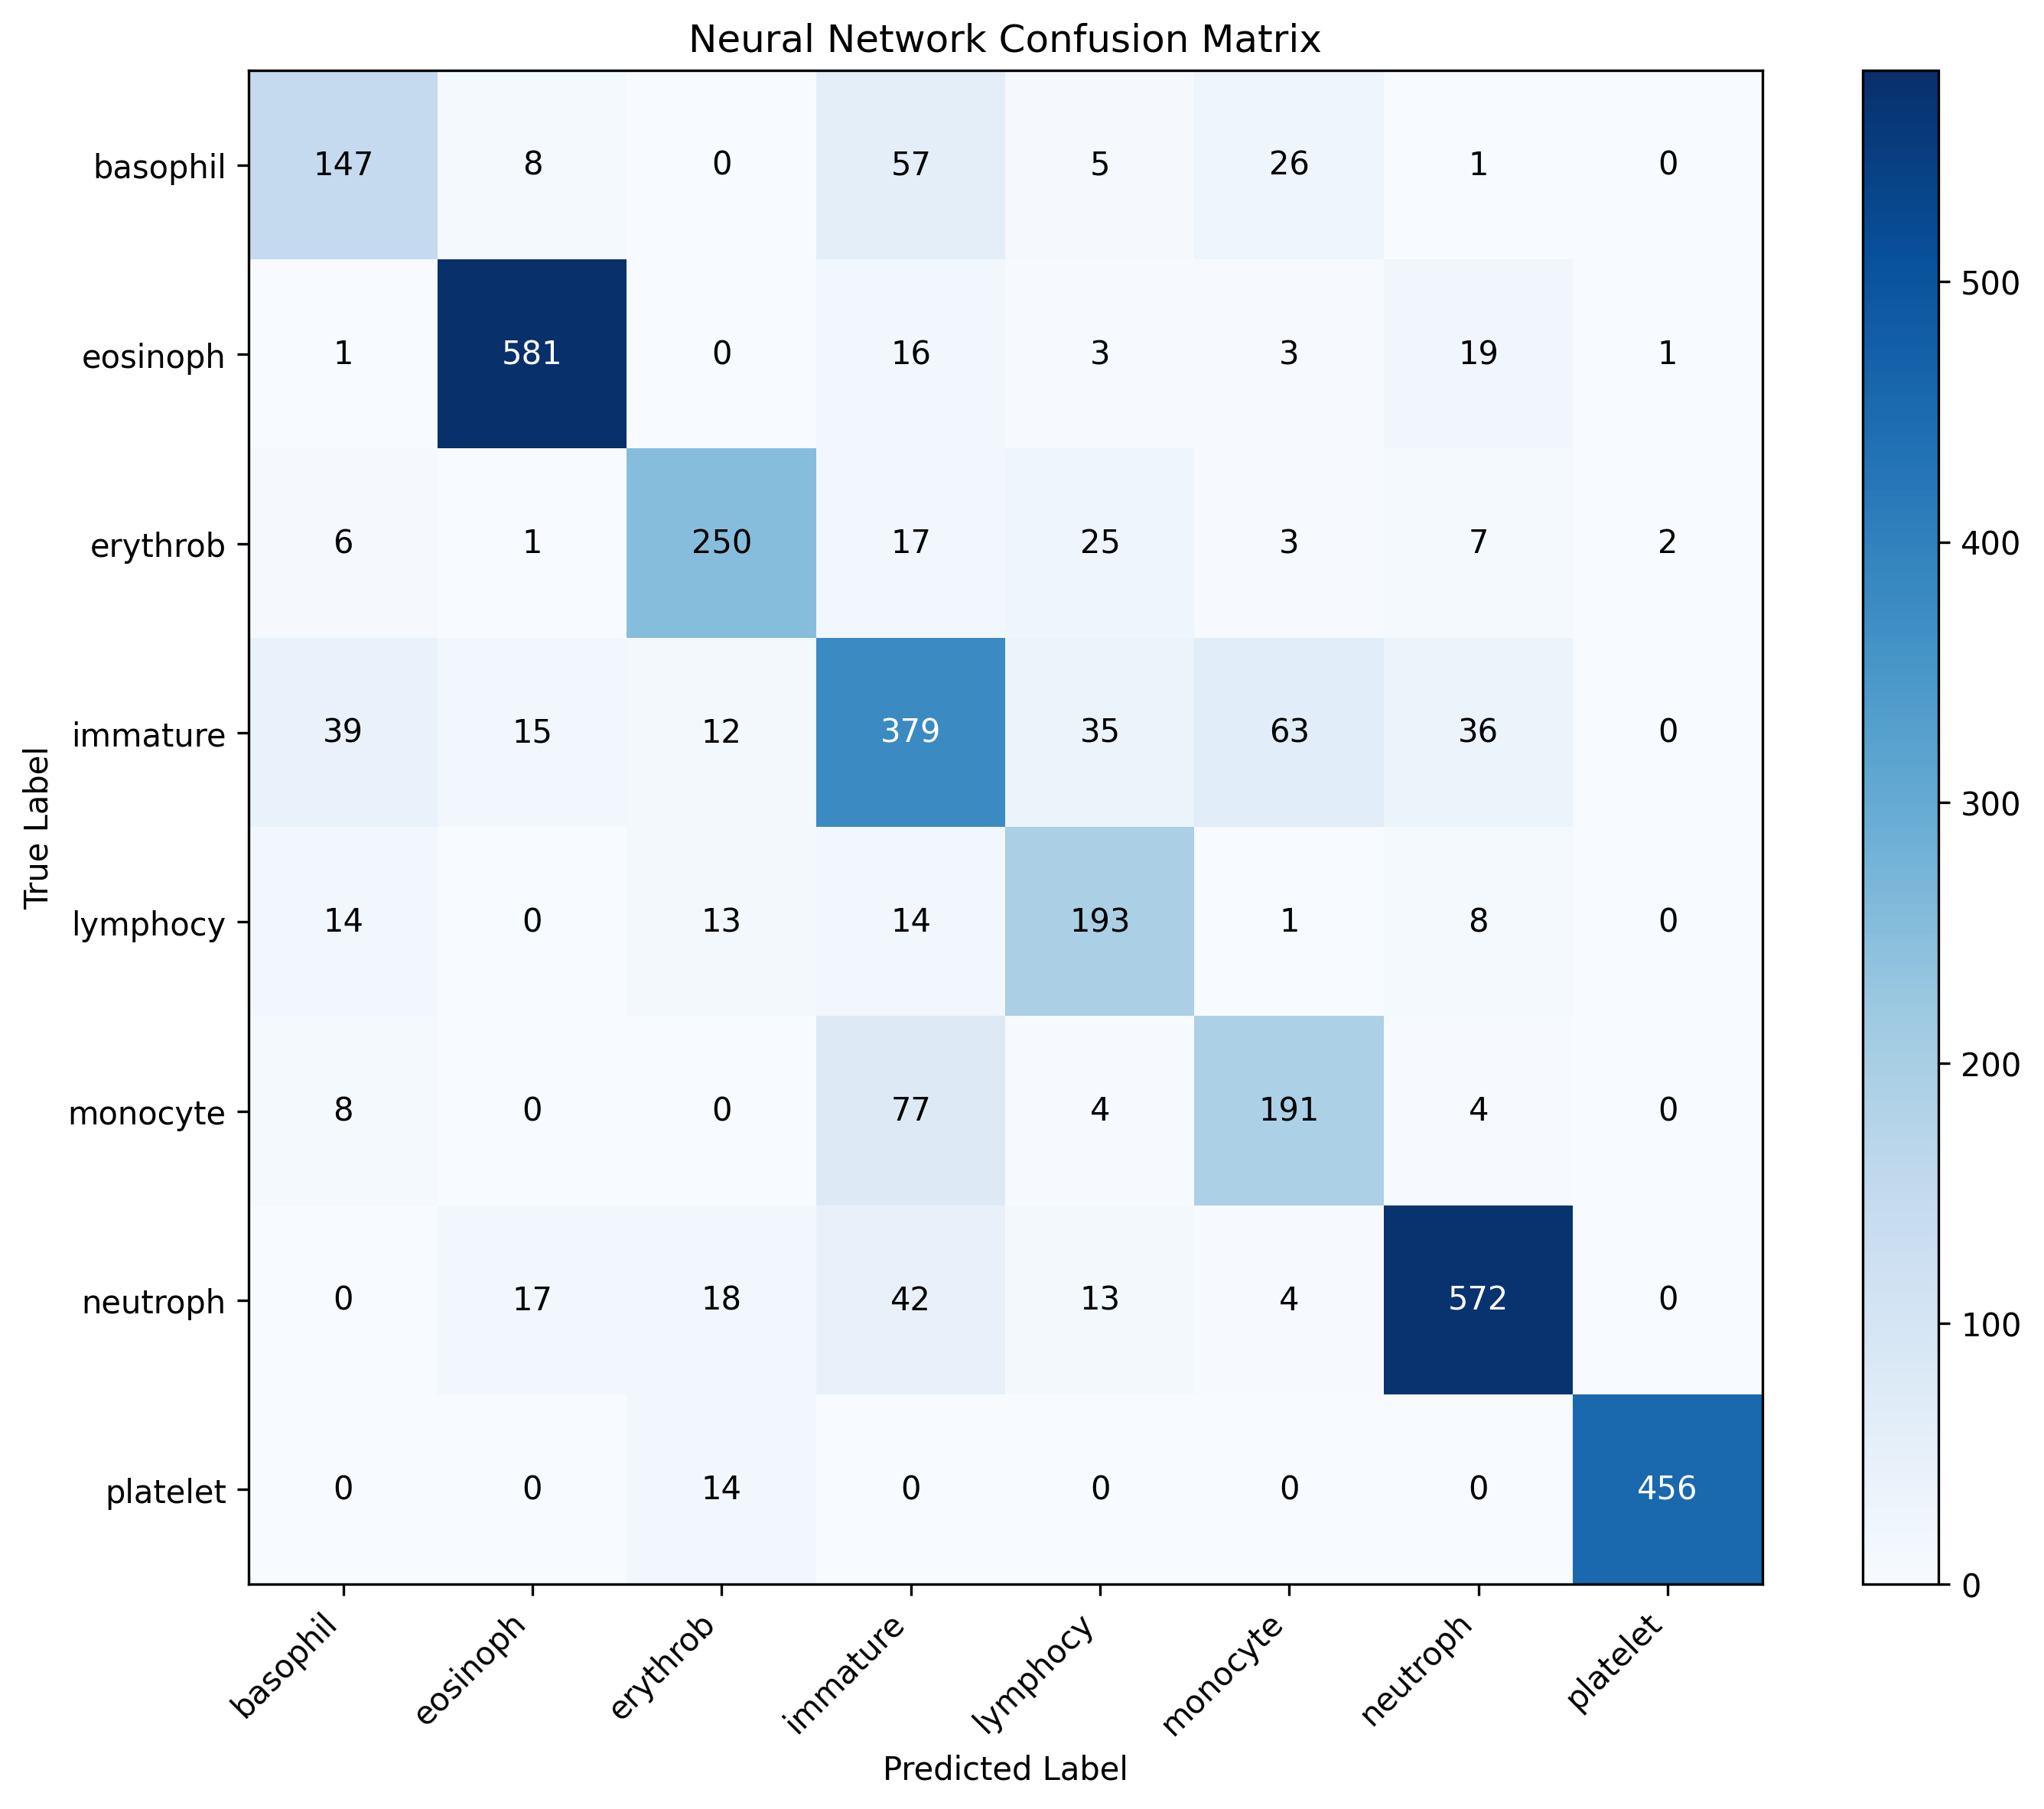 Neural Network Confusion Matrix
basophil 147 8 0 57 5 26 1 0
eosinoph 1 581 0 16 3 3 19 1
erythrob 6 1 250 17 25 3 7 2
immature 39 15 12 379 35 63 36 0
lymphocy 14 0 13 14 193 1 8 0
monocyte 8 0 0 77 4 191 4 0
neutroph 0 17 18 42 13 4 572 0
platelet 0 0 14 0 0 0 0 456
True Label
basophil eosinoph erythrob immature lymphocy monocyte neutroph platelet
Predicted Label
500
400
300
200
100
0